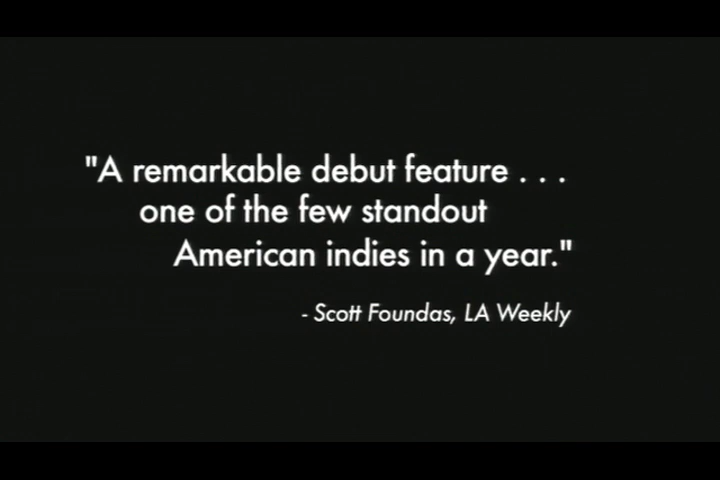 "A remarkable debut feature . . .
one of the few standout
American indies in a year."
- Scott Foundas, LA Weekly